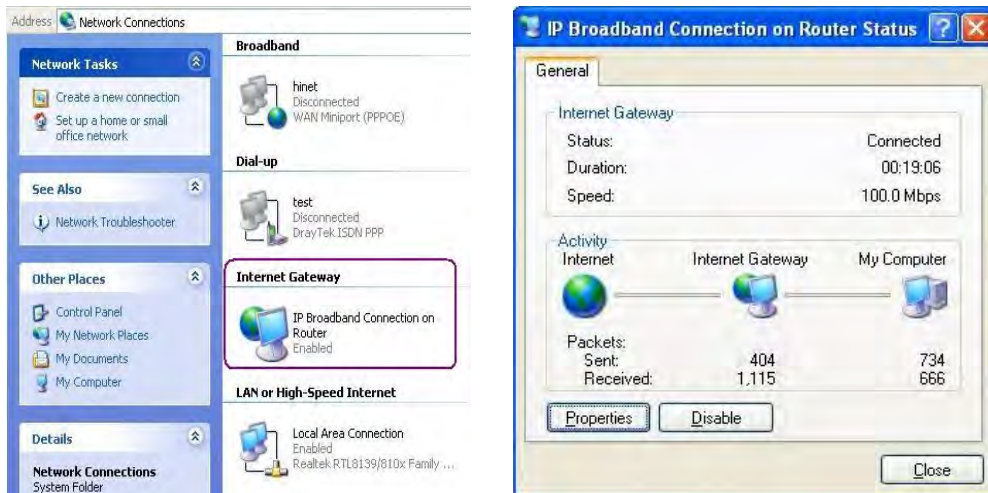 Address Network Connections
Network Tasks
Create a new connection
Set up a home or small
office network
See Also
Network Troubleshooter
Other Places
Control Panel
My Network Places
My Documents
My Computer
Details
Network Connections
System Folder
Broadband
hinet
Disconnected
WAN Miniport (PPPOE)
Dial-up
test
Disconnected
DrayTek ISDN PPP
Internet Gateway
IP Broadband Connection on
Router
Enabled
LAN or High-Speed Internet
Local Area Connection
Enabled
Realtek RTL8139/810x Family ...
IP Broadband Connection on Router Status
General
Internet Gateway
Status: Connected
Duration: 00:19:06
Speed: 100.0 Mbps
Activity
Internet Internet Gateway My Computer
Packets:
Sent: 404 734
Received: 1,115 666
Properties Disable
Close